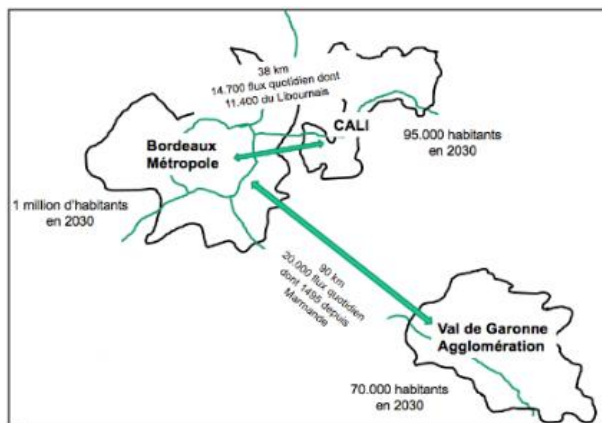 38 km
14.700 flux quotidien dont
11.400 du Libournais
CALI
95.000 habitants
en 2030
Bordeaux
Métropole
1 million d'habitants
en 2030
90 km
20.000 flux quotidien
dont 1495 depuis
Marmande
Val de Garonne
Agglomération
70.000 habitants
en 2030